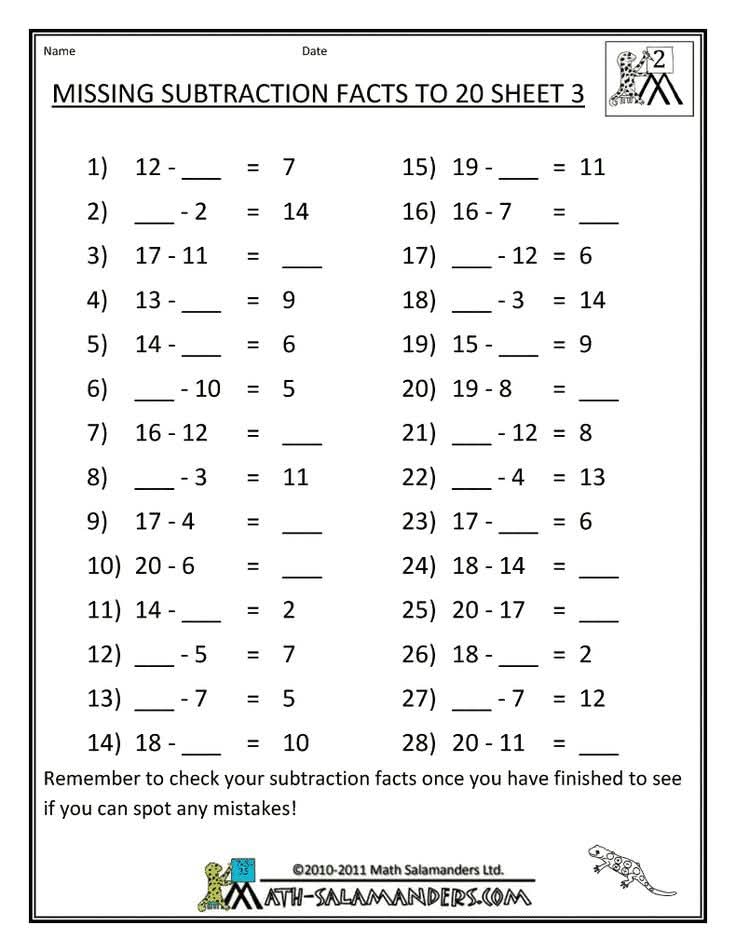 Name Date
2
MISSING SUBTRACTION FACTS TO 20 SHEET 3
1) 12 - ___ = 7 15) 19 - ___ = 11
2) ___ - 2 = 14 16) 16 - 7 = ___
3) 17 - 11 = ___ 17) ___ - 12 = 6
4) 13 - ___ = 9 18) ___ - 3 = 14
5) 14 - ___ = 6 19) 15 - ___ = 9
6) ___ - 10 = 5 20) 19 - 8 = ___
7) 16 - 12 = ___ 21) ___ - 12 = 8
8) ___ - 3 = 11 22) ___ - 4 = 13
9) 17 - 4 = ___ 23) 17 - ___ = 6
10) 20 - 6 = ___ 24) 18 - 14 = ___
11) 14 - ___ = 2 25) 20 - 17 = ___
12) ___ - 5 = 7 26) 18 - ___ = 2
13) ___ - 7 = 5 27) ___ - 7 = 12
14) 18 - ___ = 10 28) 20 - 11 = ___
Remember to check your subtraction facts once you have finished to see
if you can spot any mistakes!
©2010-2011 Math Salamanders Ltd.
MATH-SALAMANDERS.COM